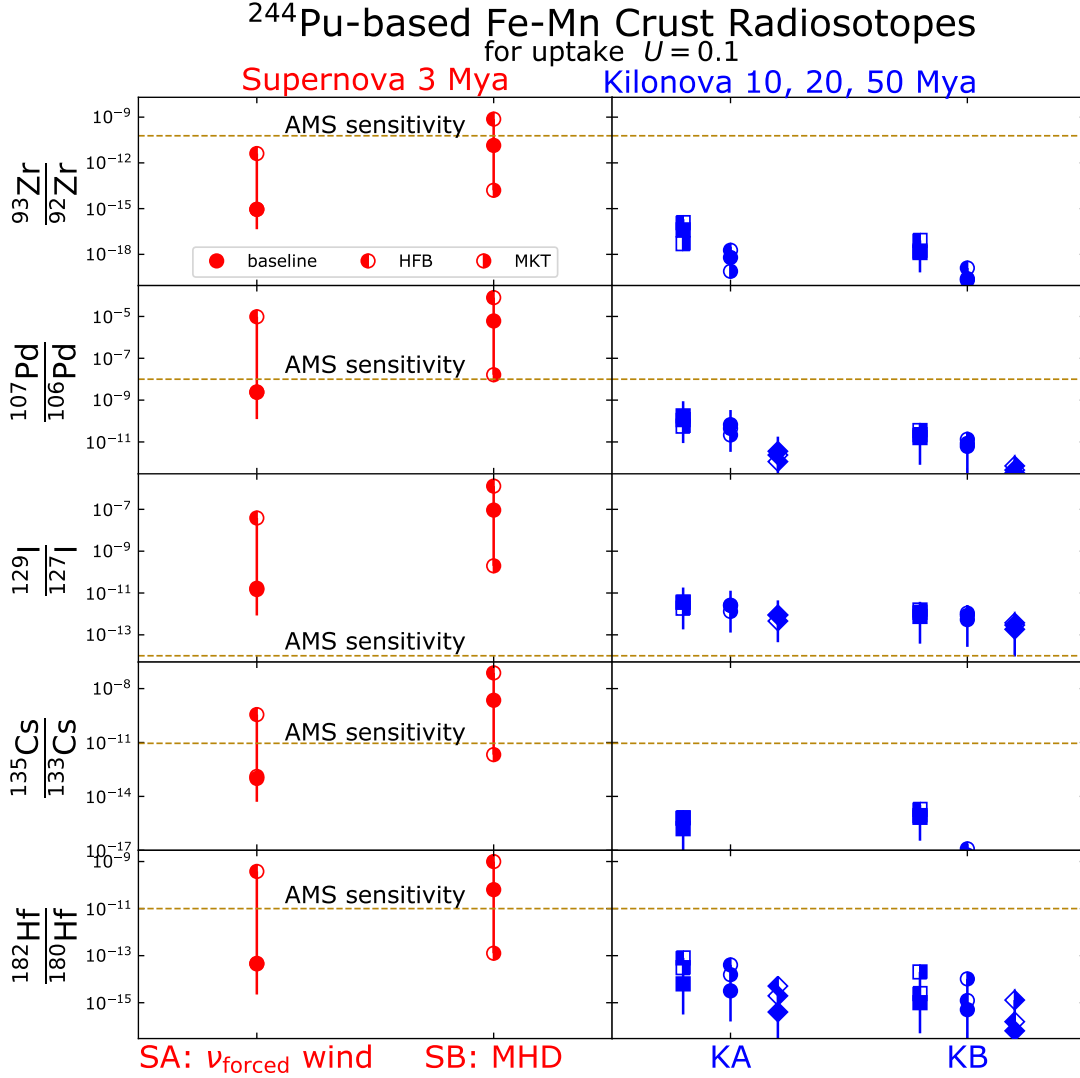 ²⁴⁴Pu-based Fe-Mn Crust Radiosotopes
for uptake U = 0.1
Supernova 3 Mya
Kilonova 10, 20, 50 Mya
⁹³Zr
⁹²Zr
10⁻⁹
10⁻¹²
10⁻¹⁵
10⁻¹⁸
AMS sensitivity
baseline
HFB
MKT
¹⁰⁷Pd
¹⁰⁶Pd
10⁻⁵
10⁻⁷
10⁻⁹
10⁻¹¹
AMS sensitivity
¹²⁹I
¹²⁷I
10⁻⁷
10⁻⁹
10⁻¹¹
10⁻¹³
AMS sensitivity
¹³⁵Cs
¹³³Cs
10⁻⁸
10⁻¹¹
10⁻¹⁴
10⁻¹⁷
AMS sensitivity
¹⁸²Hf
¹⁸⁰Hf
10⁻⁹
10⁻¹¹
10⁻¹³
10⁻¹⁵
AMS sensitivity
SA: ν_forced wind
SB: MHD
KA
KB